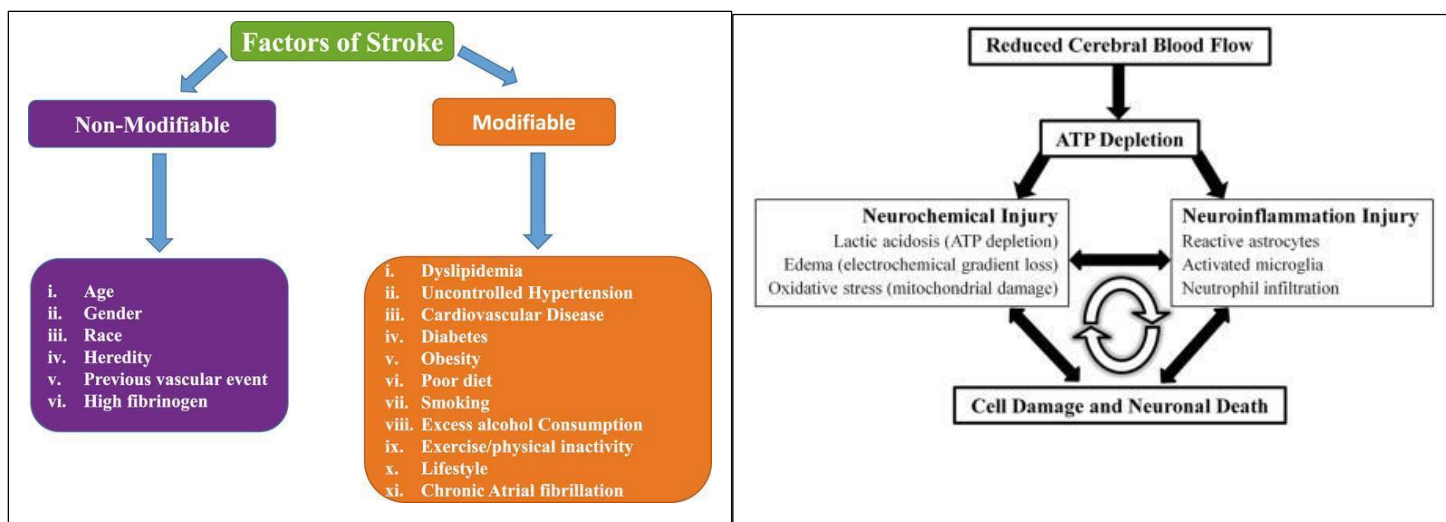 Factors of Stroke
Non-Modifiable
Modifiable
i. Age
ii. Gender
iii. Race
iv. Heredity
v. Previous vascular event
vi. High fibrinogen
i. Dyslipidemia
ii. Uncontrolled Hypertension
iii. Cardiovascular Disease
iv. Diabetes
v. Obesity
vi. Poor diet
vii. Smoking
viii. Excess alcohol Consumption
ix. Exercise/physical inactivity
x. Lifestyle
xi. Chronic Atrial fibrillation
Reduced Cerebral Blood Flow
ATP Depletion
Neurochemical Injury
Lactic acidosis (ATP depletion)
Edema (electrochemical gradient loss)
Oxidative stress (mitochondrial damage)
Neuroinflammation Injury
Reactive astrocytes
Activated microglia
Neutrophil infiltration
Cell Damage and Neuronal Death